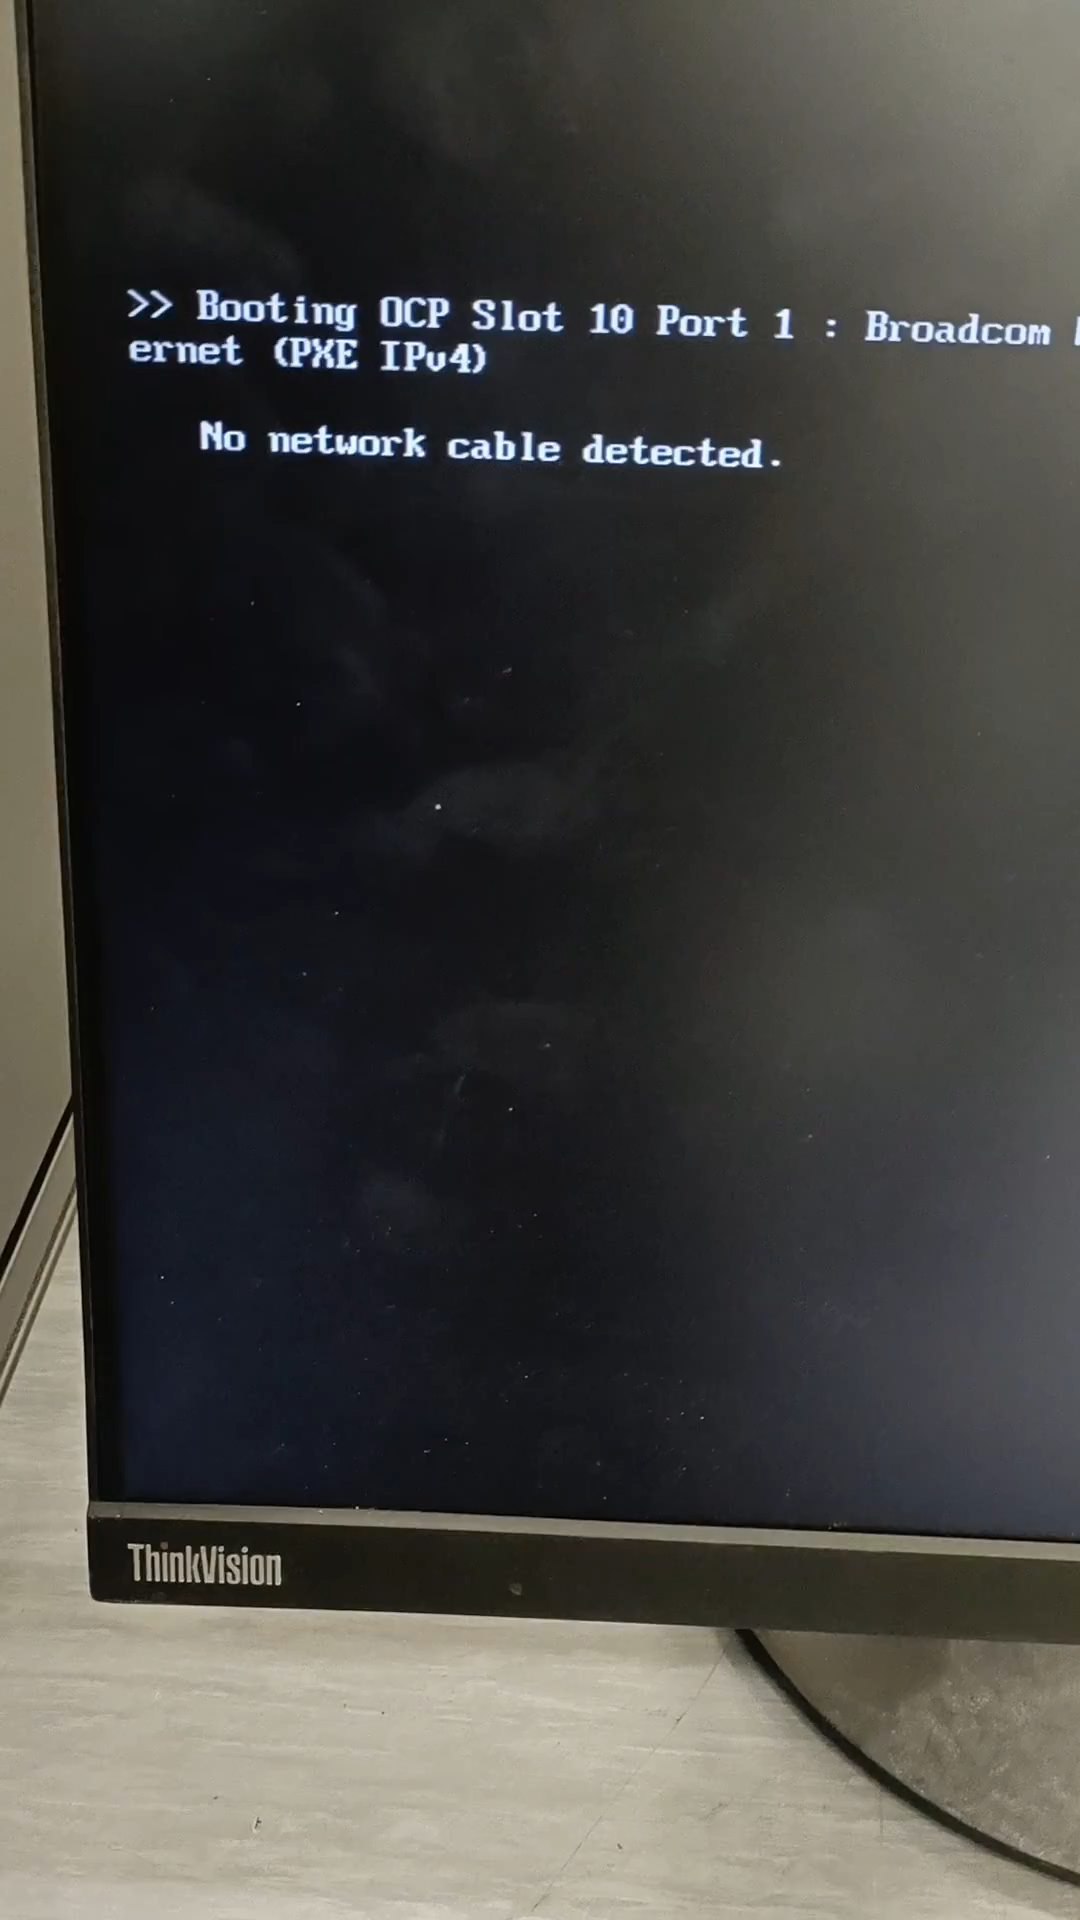 >> Booting OCP Slot 10 Port 1 : Broadcom
ernet (PXE IPv4)
No network cable detected.
ThinkVision